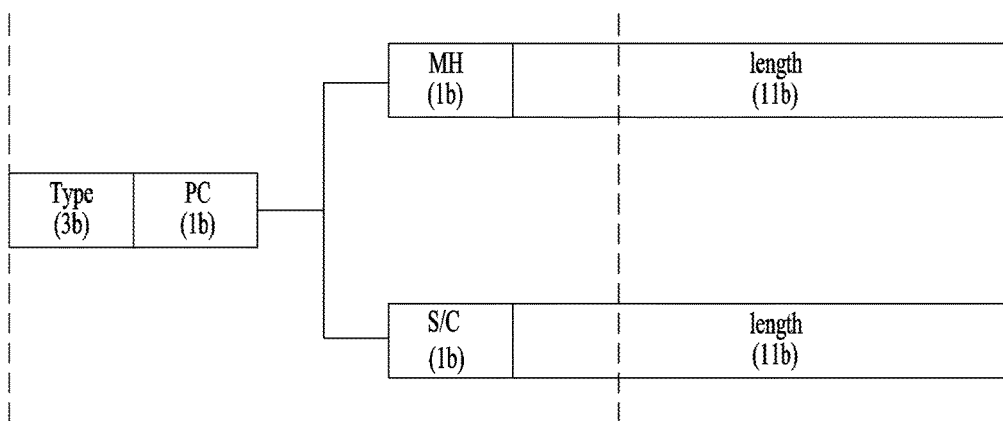 MH
(1b)
length
(11b)
Type
(3b)
PC
(1b)
S/C
(1b)
length
(11b)